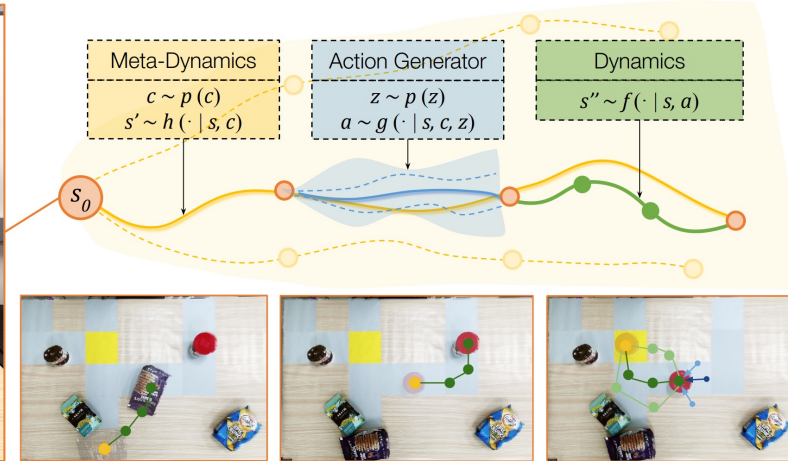 Meta-Dynamics
c ~ p (c)
s' ~ h (· | s, c)
Action Generator
z ~ p (z)
a ~ g (· | s, c, z)
Dynamics
s'' ~ f (· | s, a)
s₀